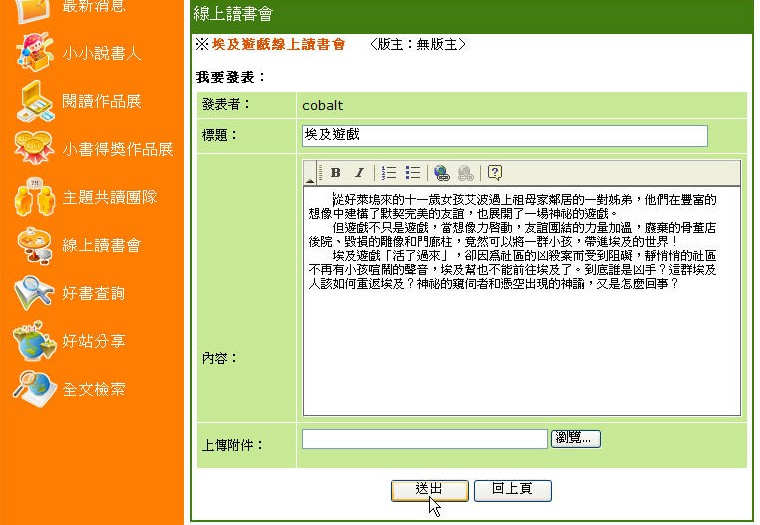 最新消息
小小說書人
閱讀作品展
小書得獎作品展
主題共讀團隊
線上讀書會
好書查詢
好站分享
全文檢索
線上讀書會
※埃及遊戲線上讀書會 〈版主：無版主〉
我要發表：
發表者： cobalt
標題： 埃及遊戲
B I
從好萊塢來的十一歲女孩艾波遇上祖母家鄰居的一對姊弟，他們在豐富的
想像中建構了默契完美的友誼，也展開了一場神祕的遊戲。
但遊戲不只是遊戲，當想像力啓動，友誼團結的力量加溫，廢棄的骨董店
後院、毀損的雕像和門廊柱，竟然可以將一群小孩，帶進埃及的世界！
埃及遊戲「活了過來」，卻因為社區的凶殺案而受到阻礙，靜悄悄的社區
不再有小孩喧鬧的聲音，埃及幫也不能前往埃及了。到底誰是凶手？這群埃及
人該如何重返埃及？神祕的窺伺者和憑空出現的神諭，又是怎麼回事？
內容：
上傳附件： 瀏覽...
送出 回上頁